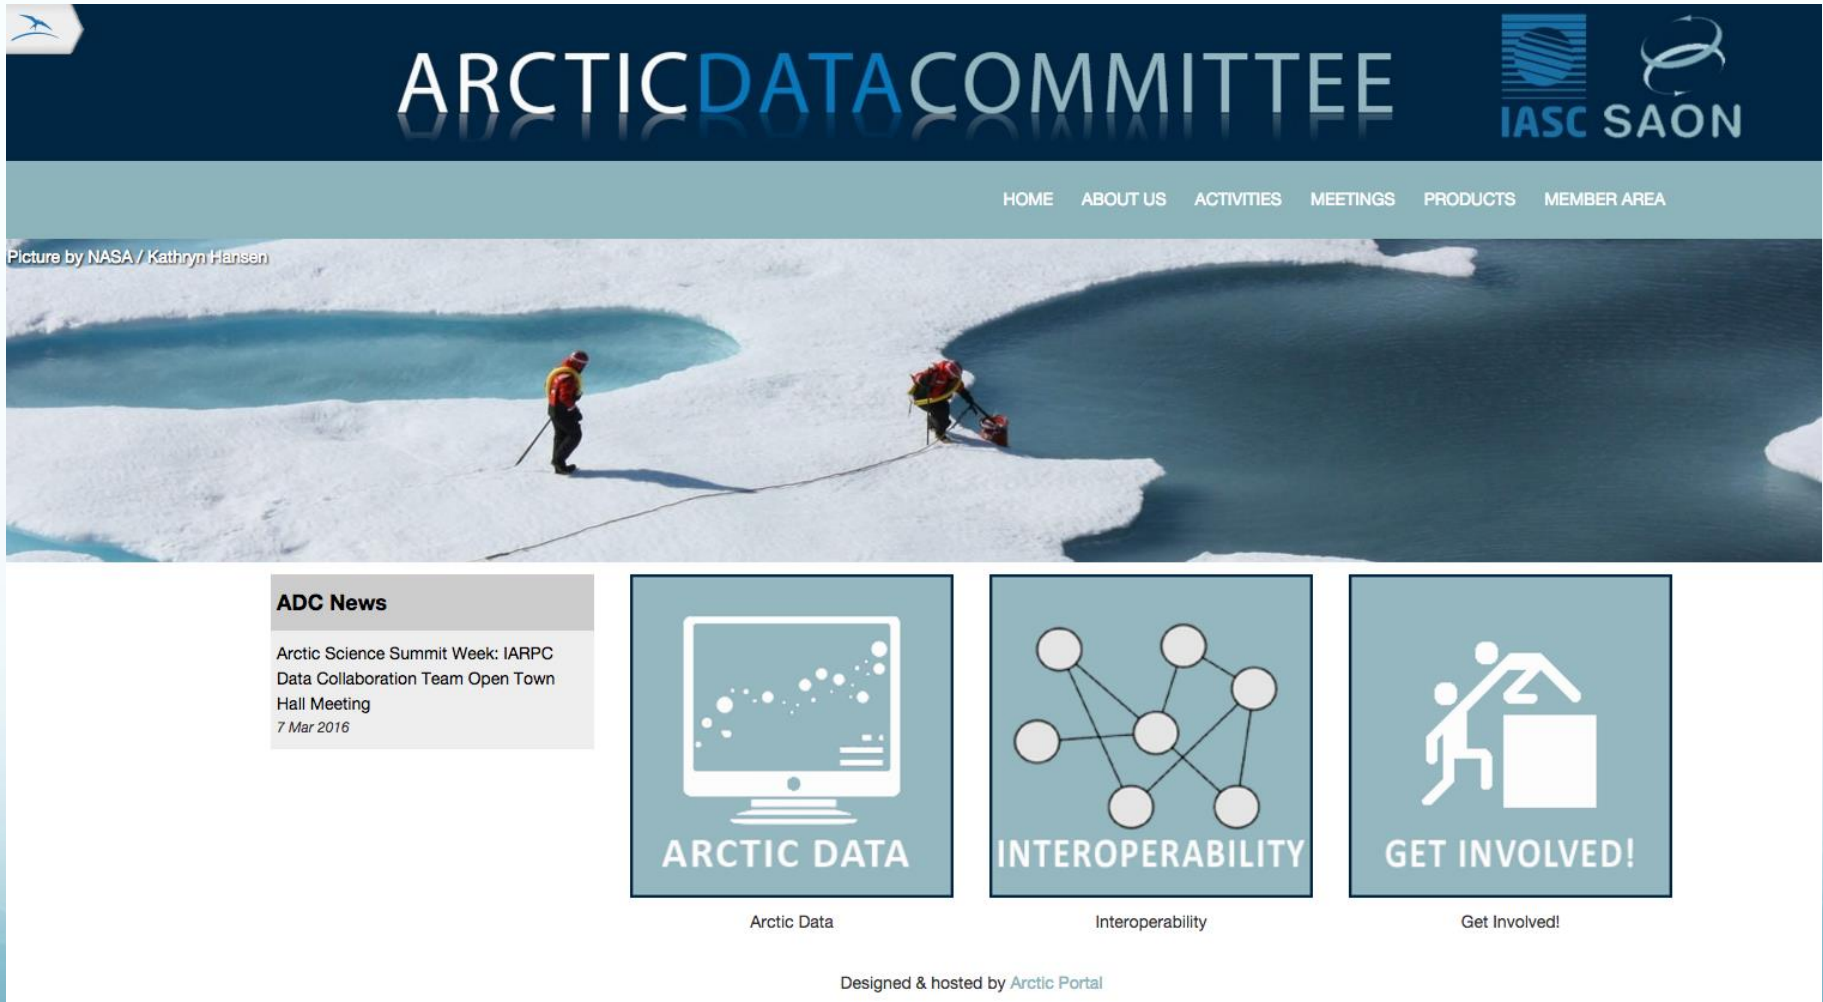 ARCTICDATACOMMITTEE
IASC SAON
HOME ABOUT US ACTIVITIES MEETINGS PRODUCTS MEMBER AREA
Picture by NASA / Kathryn Hansen
ADC News
Arctic Science Summit Week: IARPC
Data Collaboration Team Open Town
Hall Meeting
7 Mar 2016
ARCTIC DATA
INTEROPERABILITY
GET INVOLVED!
Arctic Data
Interoperability
Get Involved!
Designed & hosted by Arctic Portal